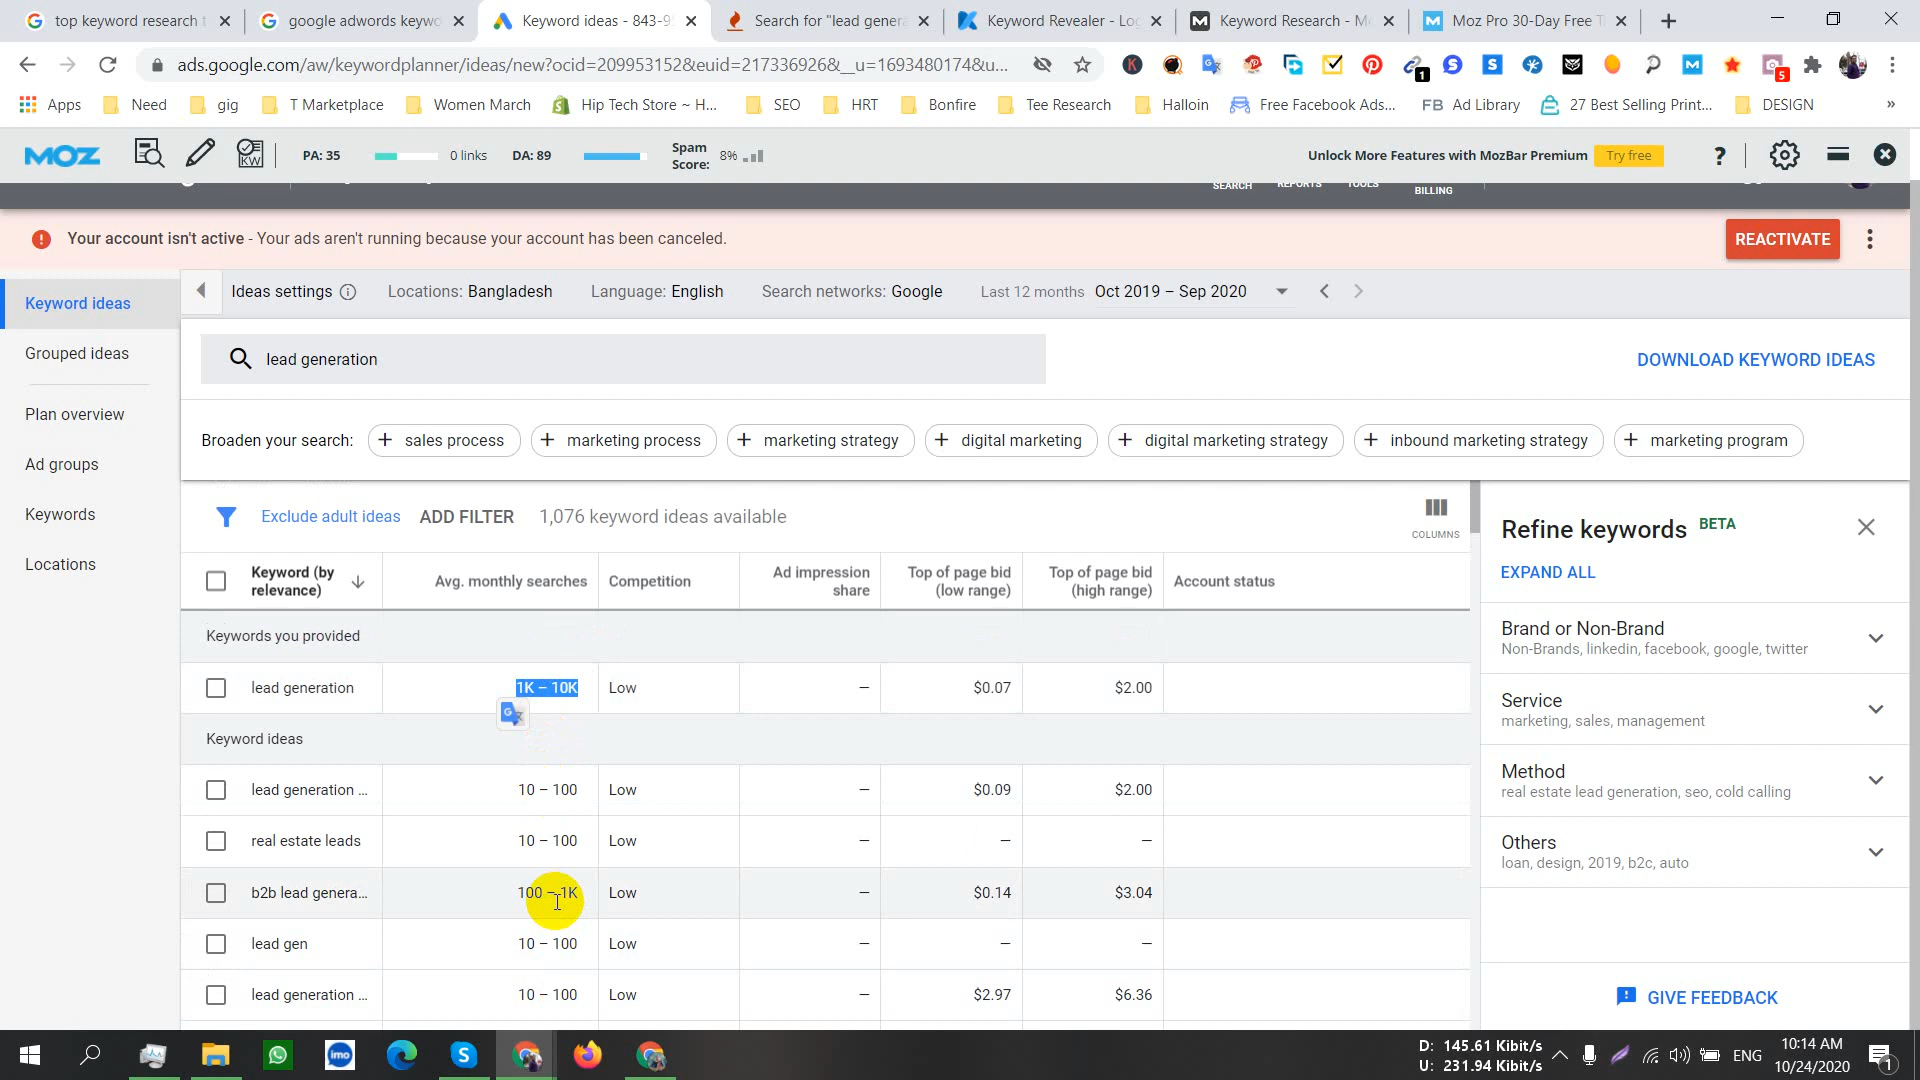 top keyword research t
google adwords keywo
Keyword ideas - 843-9
Search for "lead genera
Keyword Revealer - Lo
Keyword Research - M
Moz Pro 30-Day Free T
ads.google.com/aw/keywordplanner/ideas/new?ocid=209953152&euid=217336926&__u=1693480174&u...
Apps Need gig T Marketplace Women March Hip Tech Store ~ H... SEO HRT Bonfire Tee Research Halloin Free Facebook Ads... FB Ad Library 27 Best Selling Print... DESIGN »
MOZ PA: 35 0 links DA: 89 Spam Score: 8% Unlock More Features with MozBar Premium Try free ?
SEARCH REPORTS TOOLS BILLING
Your account isn't active - Your ads aren't running because your account has been canceled. REACTIVATE
Keyword ideas
Grouped ideas
Plan overview
Ad groups
Keywords
Locations
Ideas settings Locations: Bangladesh Language: English Search networks: Google Last 12 months Oct 2019 – Sep 2020
lead generation DOWNLOAD KEYWORD IDEAS
Broaden your search: + sales process + marketing process + marketing strategy + digital marketing + digital marketing strategy + inbound marketing strategy + marketing program
Exclude adult ideas ADD FILTER 1,076 keyword ideas available COLUMNS
Keyword (by relevance) Avg. monthly searches Competition Ad impression share Top of page bid (low range) Top of page bid (high range) Account status
Keywords you provided
lead generation 1K – 10K Low – $0.07 $2.00
Keyword ideas
lead generation ... 10 – 100 Low – $0.09 $2.00
real estate leads 10 – 100 Low – – –
b2b lead genera... 100 – 1K Low – $0.14 $3.04
lead gen 10 – 100 Low – – –
lead generation ... 10 – 100 Low – $2.97 $6.36
Refine keywords BETA
EXPAND ALL
Brand or Non-Brand
Non-Brands, linkedin, facebook, google, twitter
Service
marketing, sales, management
Method
real estate lead generation, seo, cold calling
Others
loan, design, 2019, b2c, auto
GIVE FEEDBACK
imo
D: 145.61 Kibit/s
U: 231.94 Kibit/s
ENG
10:14 AM
10/24/2020
1